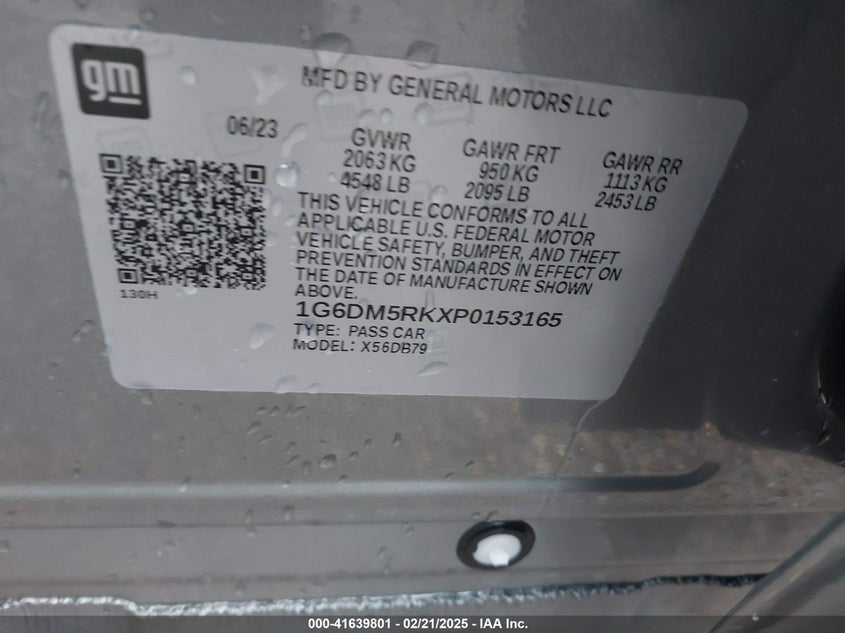 gm
MFD BY GENERAL MOTORS LLC
06/23
GVWR
2063 KG
4548 LB
GAWR FRT
950 KG
2095 LB
GAWR RR
1113 KG
2453 LB
THIS VEHICLE CONFORMS TO ALL
APPLICABLE U.S. FEDERAL MOTOR
VEHICLE SAFETY, BUMPER, AND THEFT
PREVENTION STANDARDS IN EFFECT ON
THE DATE OF MANUFACTURE SHOWN
ABOVE.
130H
1G6DM5RKXP0153165
TYPE: PASS CAR
MODEL: X56DB79
000-41639801 - 02/21/2025 - IAA Inc.